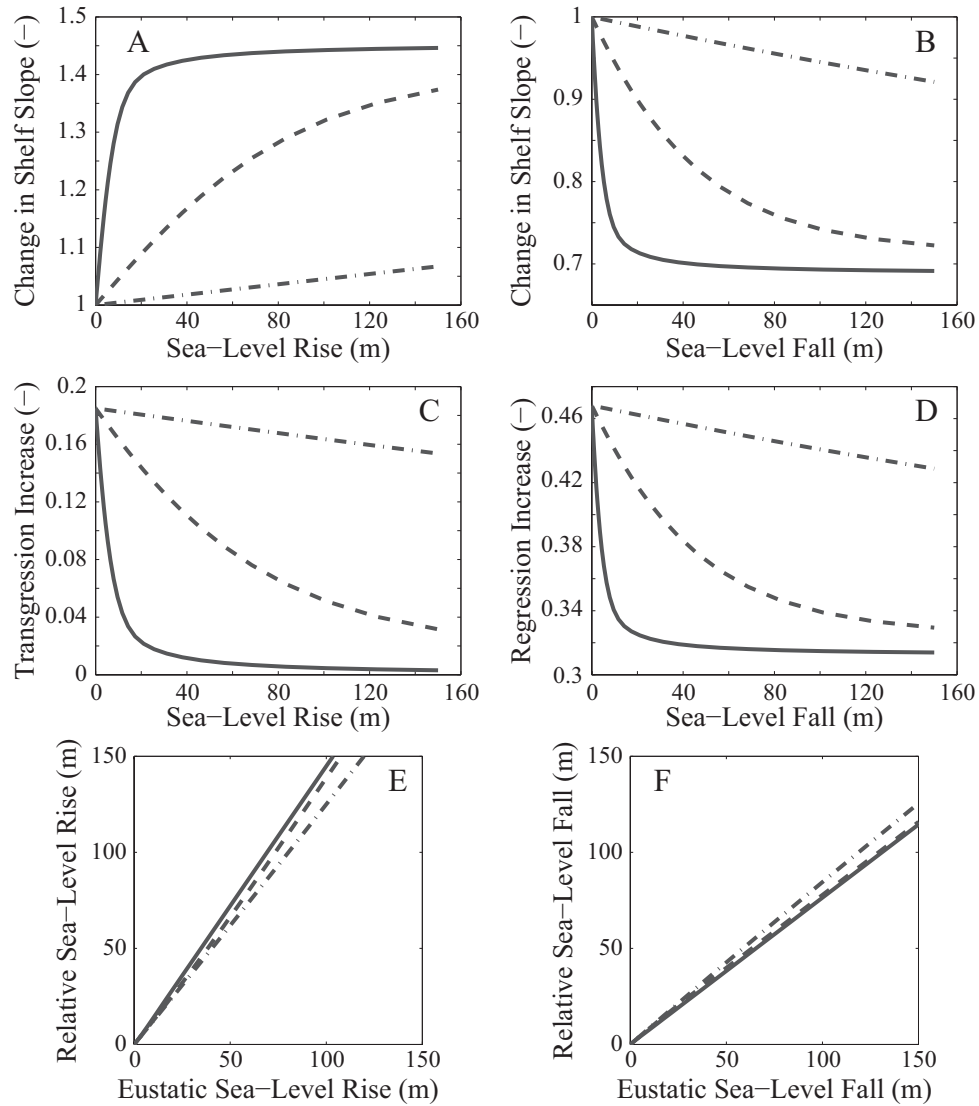 A
Change in Shelf Slope (−)
1.5
1.4
1.3
1.2
1.1
1
0 40 80 120 160
Sea−Level Rise (m)
B
Change in Shelf Slope (−)
1
0.9
0.8
0.7
0 40 80 120 160
Sea−Level Fall (m)
C
Transgression Increase (−)
0.2
0.16
0.12
0.08
0.04
0
0 40 80 120 160
Sea−Level Rise (m)
D
Regression Increase (−)
0.46
0.42
0.38
0.34
0.3
0 40 80 120 160
Sea−Level Fall (m)
E
Relative Sea−Level Rise (m)
150
100
50
0
0 50 100 150
Eustatic Sea−Level Rise (m)
F
Relative Sea−Level Fall (m)
150
100
50
0
0 50 100 150
Eustatic Sea−Level Fall (m)